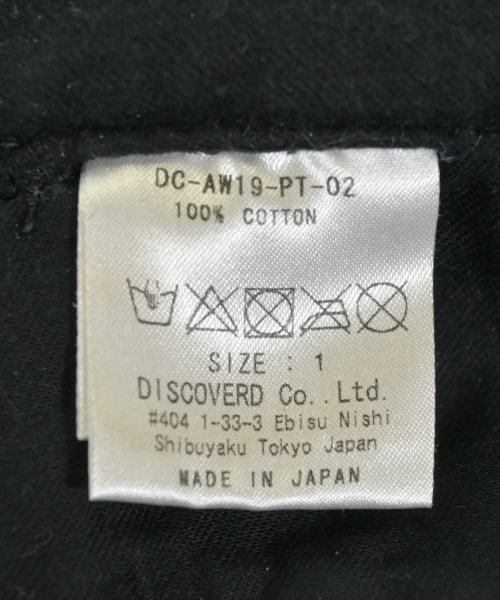 DC-AW19-PT-02
100% COTTON
SIZE : 1
DISCOVERD Co..Ltd.
#404 1-33-3 Ebisu Nishi
Shibuyaku Tokyo Japan
MADE IN JAPAN